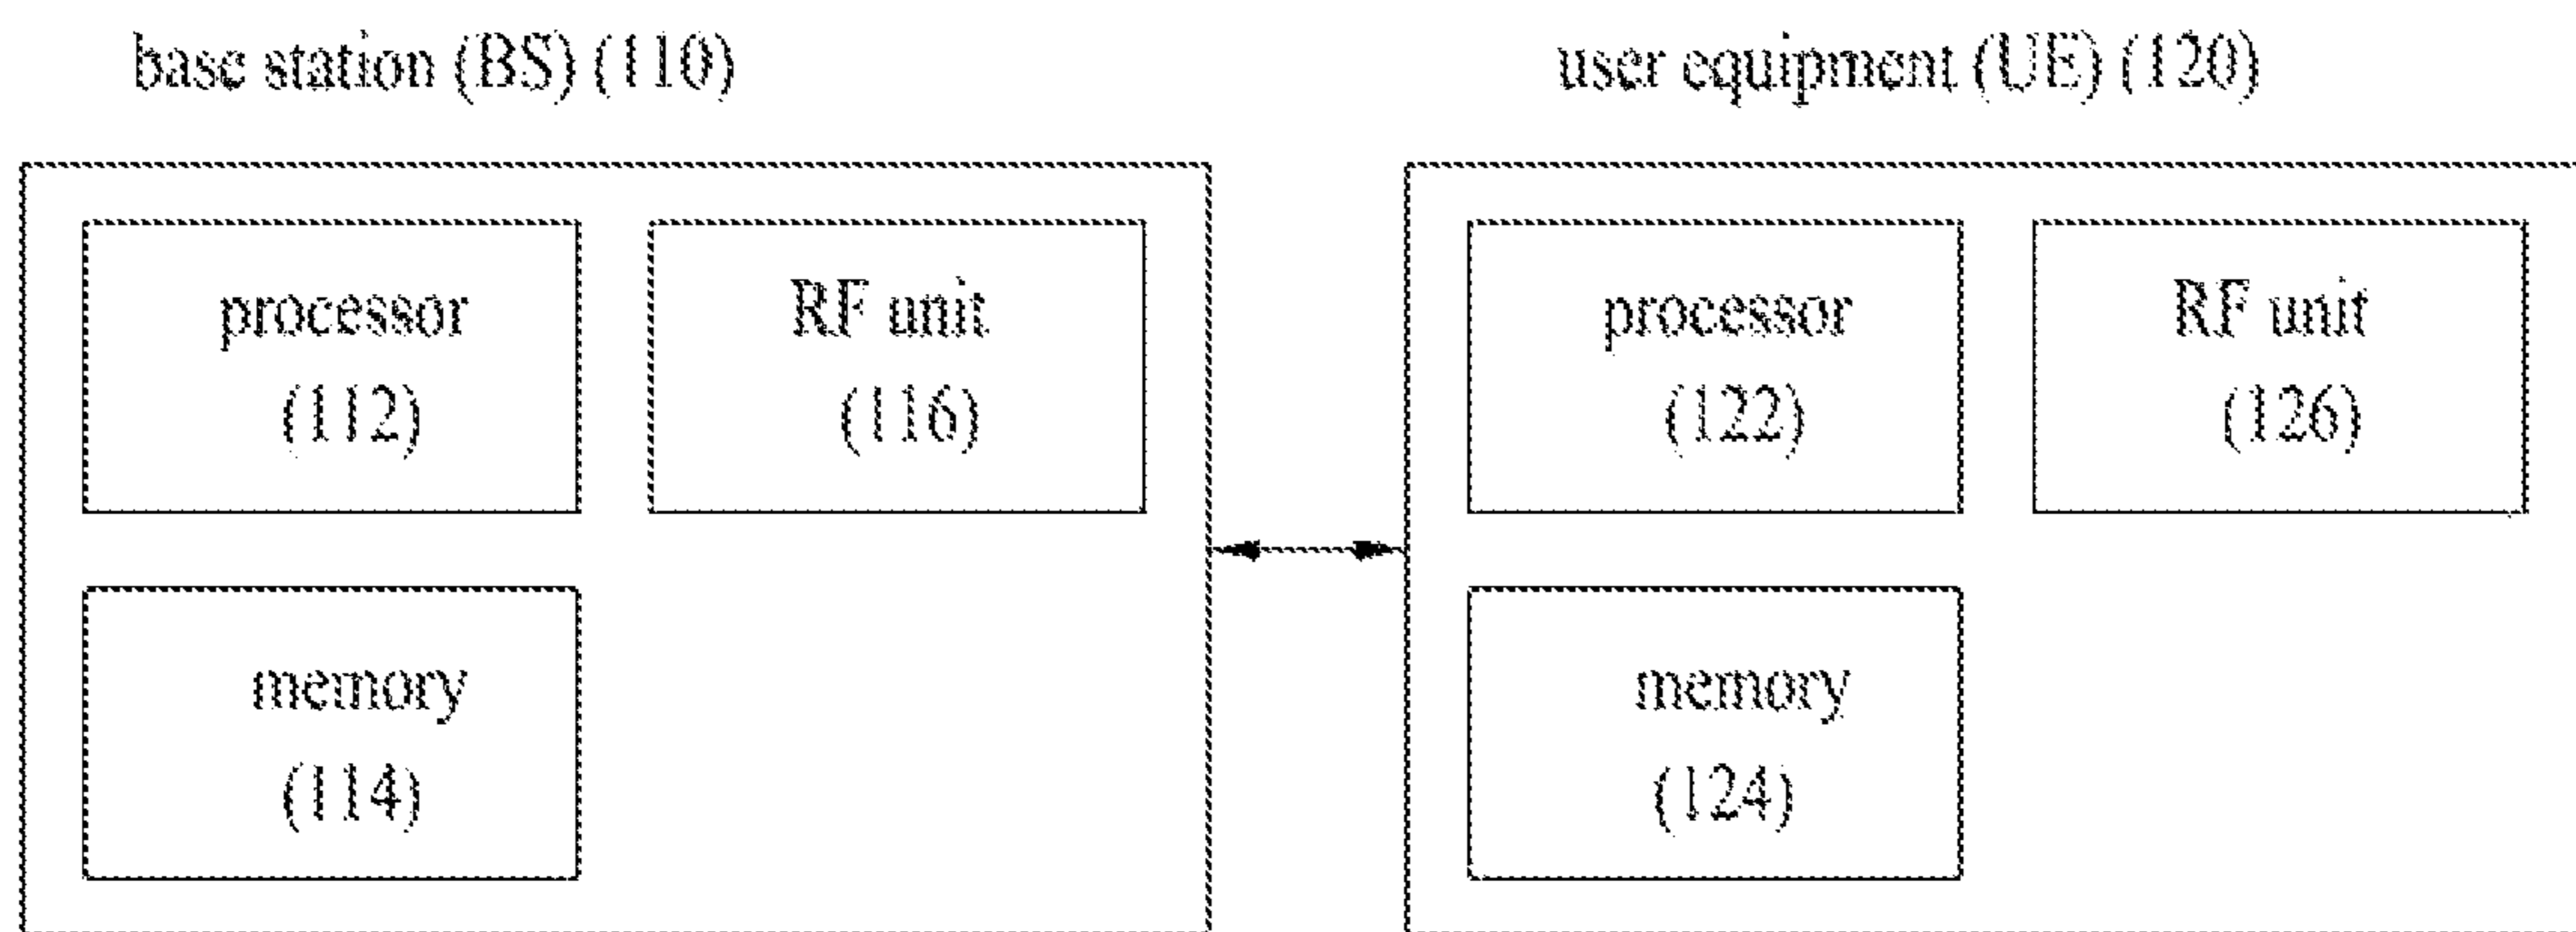 base station (BS) (110)
user equipment (UE) (120)
processor
(112)
RF unit
(116)
memory
(114)
processor
(122)
RF unit
(126)
memory
(124)